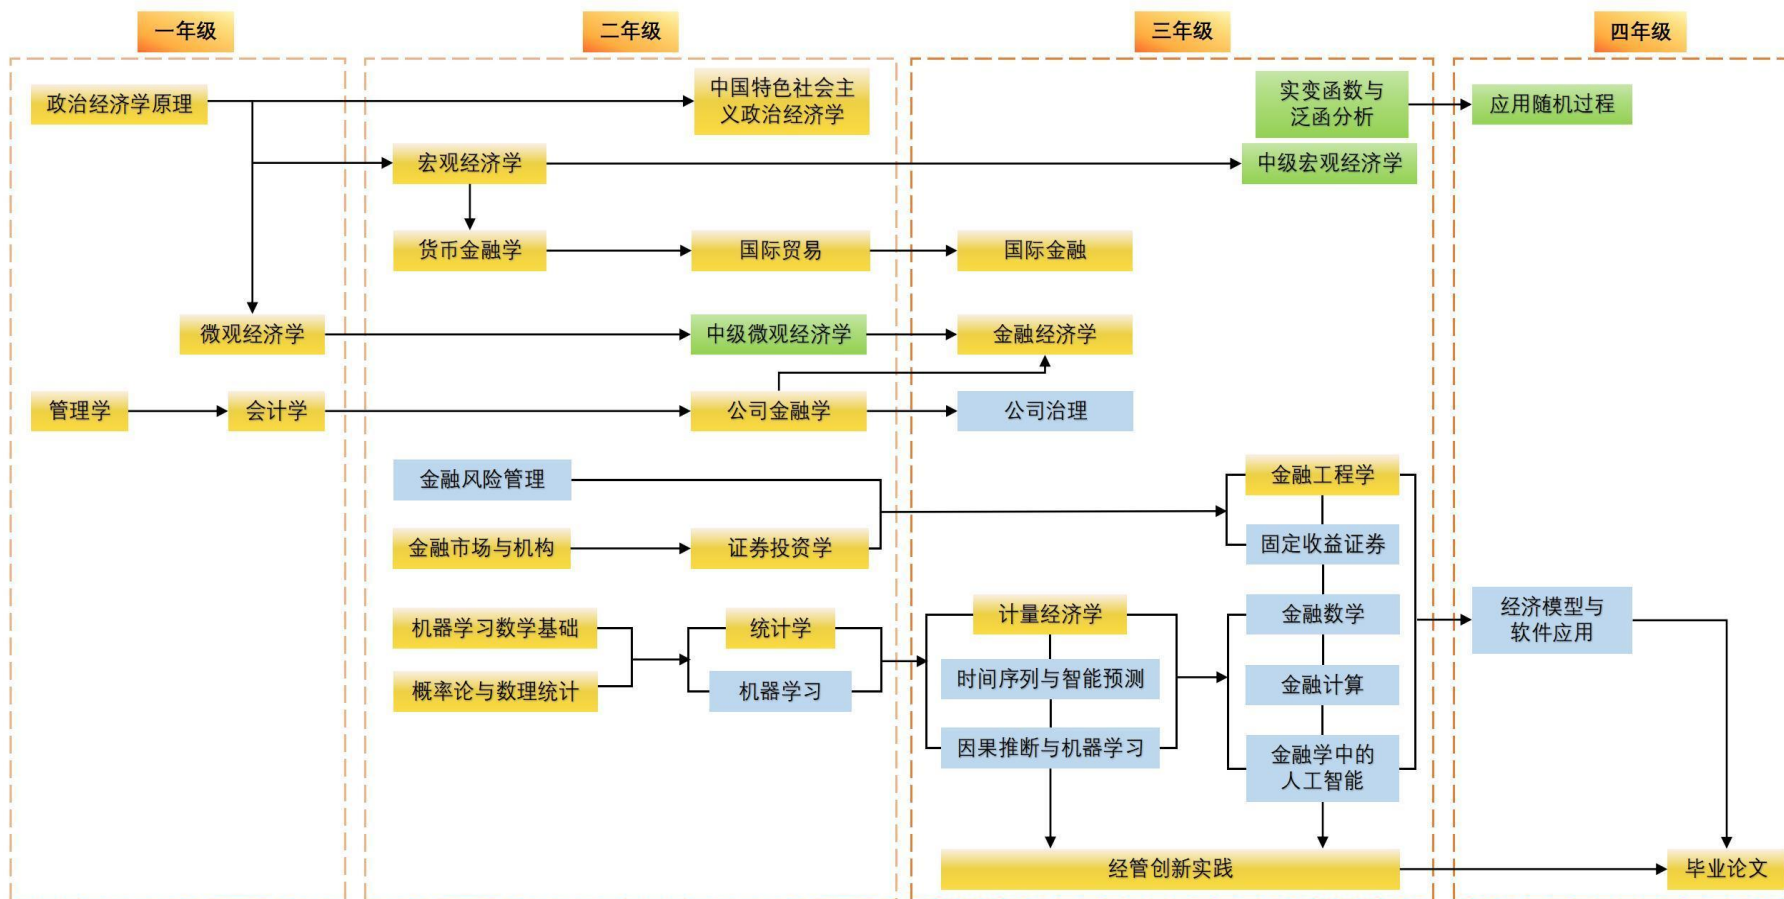 一年级
二年级
三年级
四年级
政治经济学原理
中国特色社会主
义政治经济学
实变函数与
泛函分析
应用随机过程
宏观经济学
中级宏观经济学
货币金融学
国际贸易
国际金融
微观经济学
中级微观经济学
金融经济学
管理学
会计学
公司金融学
公司治理
金融风险管理
金融工程学
金融市场与机构
证券投资学
固定收益证券
机器学习数学基础
统计学
计量经济学
金融数学
经济模型与
软件应用
概率论与数理统计
机器学习
时间序列与智能预测
金融计算
因果推断与机器学习
金融学中的
人工智能
经管创新实践
毕业论文